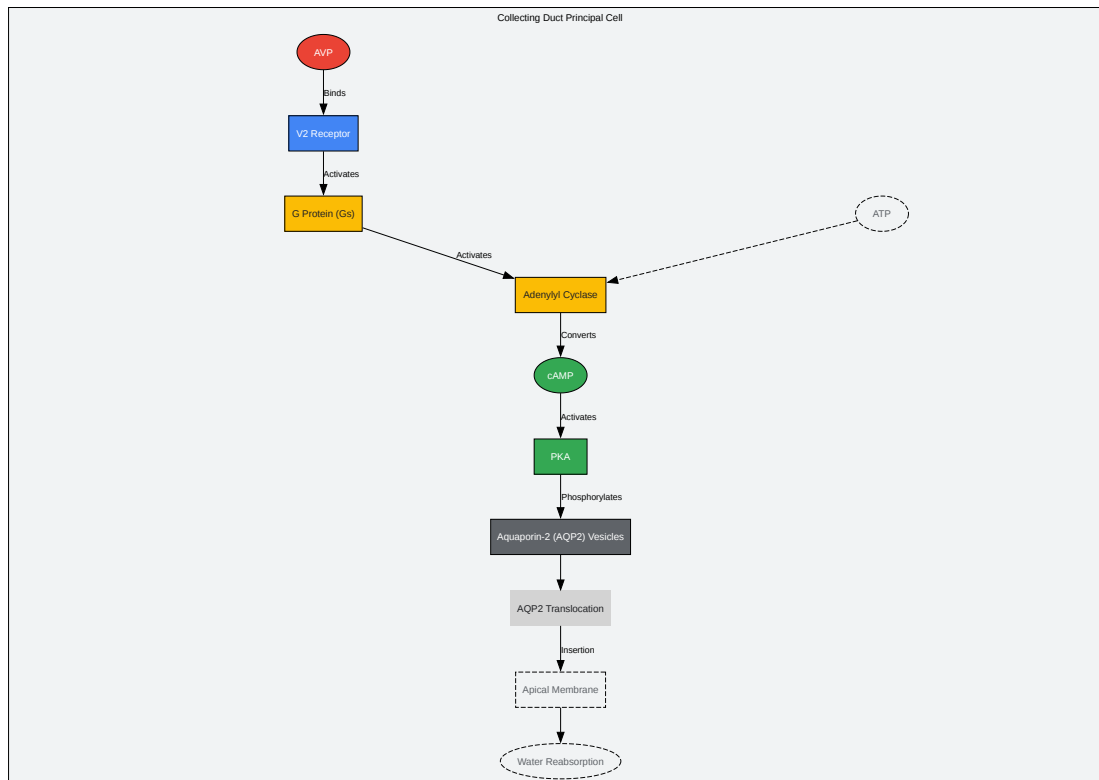 Collecting Duct Principal Cell
AVP
Binds
V2 Receptor
Activates
G Protein (Gs)
ATP
Activates
Adenylyl Cyclase
Converts
cAMP
Activates
PKA
Phosphorylates
Aquaporin-2 (AQP2) Vesicles
AQP2 Translocation
Insertion
Apical Membrane
Water Reabsorption